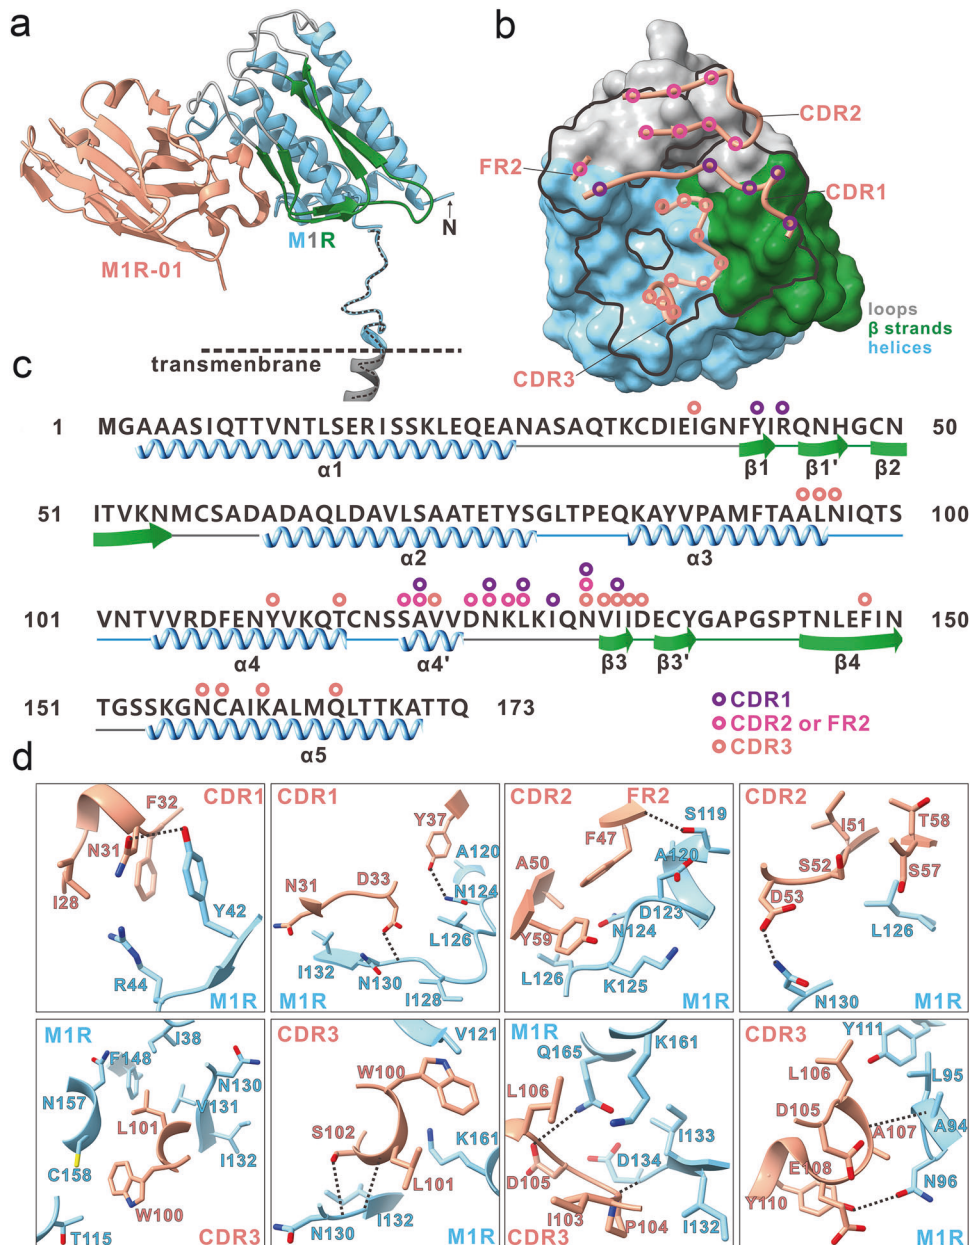 a
M1R-01
M1R
N
transmenbrane
b
CDR2
FR2
CDR1
CDR3
loops
β strands
helices
c
1 MGAAASIQTTVNTLSERISSKLEQEANASAQTKCDIEIGNFYIRQNHGCN 50
α1 β1 β1' β2
51 ITVKNMCSADADAQLDAVLSAATETYSGLTPEQKAYVPAMFTAALNIQTS 100
α2 α3
101 VNTVVRDFENYVKQTCNSSAVVDNKLKIQNVIIDECYGAPGSPTNLEFIN 150
α4 α4' β3 β3' β4
151 TGSSKGNCAIKALMQLTTKATTQ 173
α5
CDR1
CDR2 or FR2
CDR3
d
F32 CDR1
N31
I28
Y42
R44
M1R
CDR1
Y37
A120
N31 D33
N124
L126
I132 N130
I128
M1R
CDR2 FR2
S119
F47
A120
A50
D123
Y59 N124
L126 K125
M1R
CDR2
I51 T58
S52
S57
D53
L126
N130
M1R
M1R
I38
F148
N130
N157
V131
L101
I132
C158
W100
T115 CDR3
CDR3
V121
W100
S102
K161
L101
I132
N130
M1R
M1R
Q165 K161
L106
I133
D134
D105
I103
P104
I132
CDR3
CDR3
Y111
L106
L95
D105
A94
A107
E108
N96
Y110
M1R